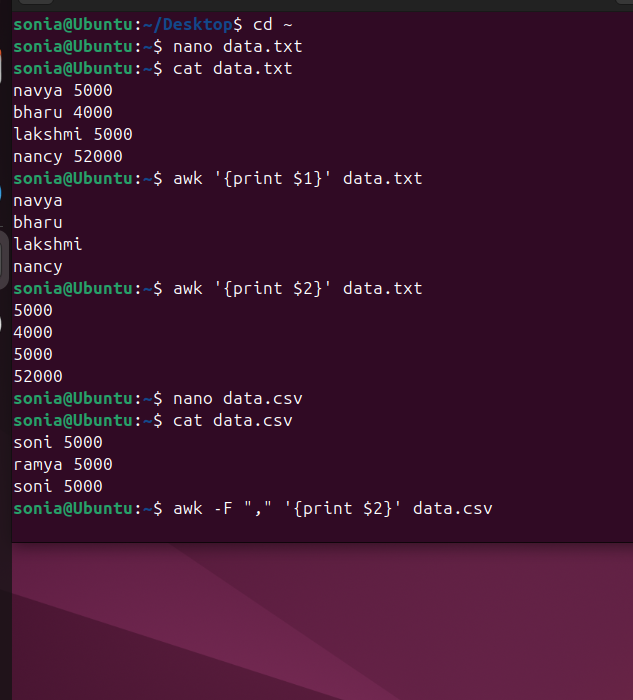 sonia@Ubuntu:~/Desktop$ cd ~
sonia@Ubuntu:~$ nano data.txt
sonia@Ubuntu:~$ cat data.txt
navya 5000
bharu 4000
lakshmi 5000
nancy 52000
sonia@Ubuntu:~$ awk '{print $1}' data.txt
navya
bharu
lakshmi
nancy
sonia@Ubuntu:~$ awk '{print $2}' data.txt
5000
4000
5000
52000
sonia@Ubuntu:~$ nano data.csv
sonia@Ubuntu:~$ cat data.csv
soni 5000
ramya 5000
soni 5000
sonia@Ubuntu:~$ awk -F "," '{print $2}' data.csv